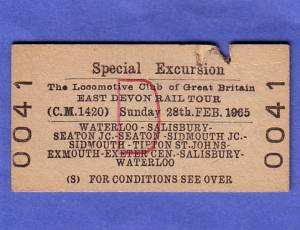 Special Excursion
The Locomotive Club of Great Britain
EAST DEVON RAIL TOUR
(C.M.1420) Sunday 28th.FEB.1965
WATERLOO-SALISBURY-
SEATON JC.-SEATON-SIDMOUTH JC.-
SIDMOUTH-TIPTON ST.JOHNS-
EXMOUTH-EXETER CEN.-SALISBURY-
WATERLOO
(S) FOR CONDITIONS SEE OVER
D
0041
0041